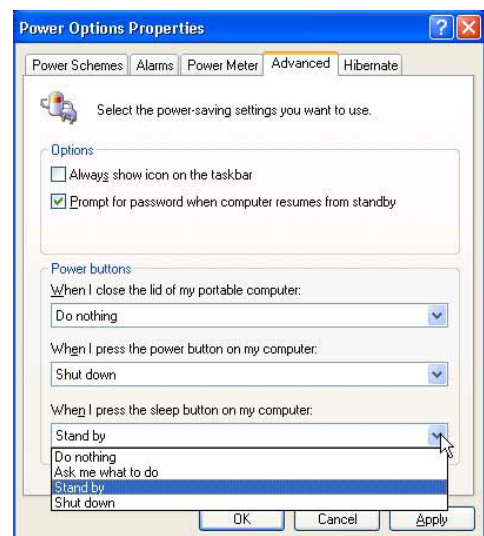 Power Options Properties
Power Schemes Alarms Power Meter Advanced Hibernate
Select the power-saving settings you want to use.
Options
Always show icon on the taskbar
Prompt for password when computer resumes from standby
Power buttons
When I close the lid of my portable computer:
Do nothing
When I press the power button on my computer:
Shut down
When I press the sleep button on my computer:
Stand by
Do nothing
Ask me what to do
Stand by
Shut down
OK Cancel Apply